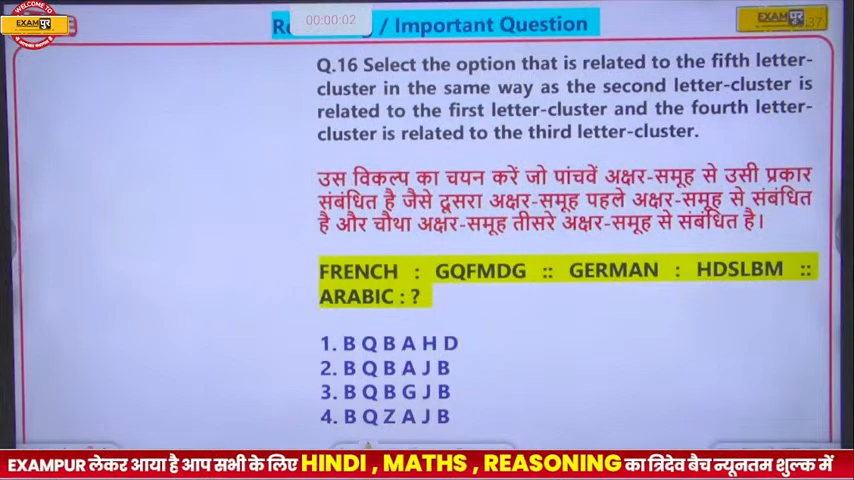 WELCOME TO
EXAMपुर
00:00:02
/ Important Question
EXAMपुर
Q.16 Select the option that is related to the fifth letter-
cluster in the same way as the second letter-cluster is
related to the first letter-cluster and the fourth letter-
cluster is related to the third letter-cluster.
उस विकल्प का चयन करें जो पांचवें अक्षर-समूह से उसी प्रकार
संबंधित है जैसे दूसरा अक्षर-समूह पहले अक्षर-समूह से संबंधित
है और चौथा अक्षर-समूह तीसरे अक्षर-समूह से संबंधित है।
FRENCH : GQFMDG :: GERMAN : HDSLBM ::
ARABIC : ?
1. B Q B A H D
2. B Q B A J B
3. B Q B G J B
4. B Q Z A J B
EXAMPUR लेकर आया है आप सभी के लिए HINDI , MATHS , REASONING का त्रिदेव बैच न्यूनतम शुल्क में